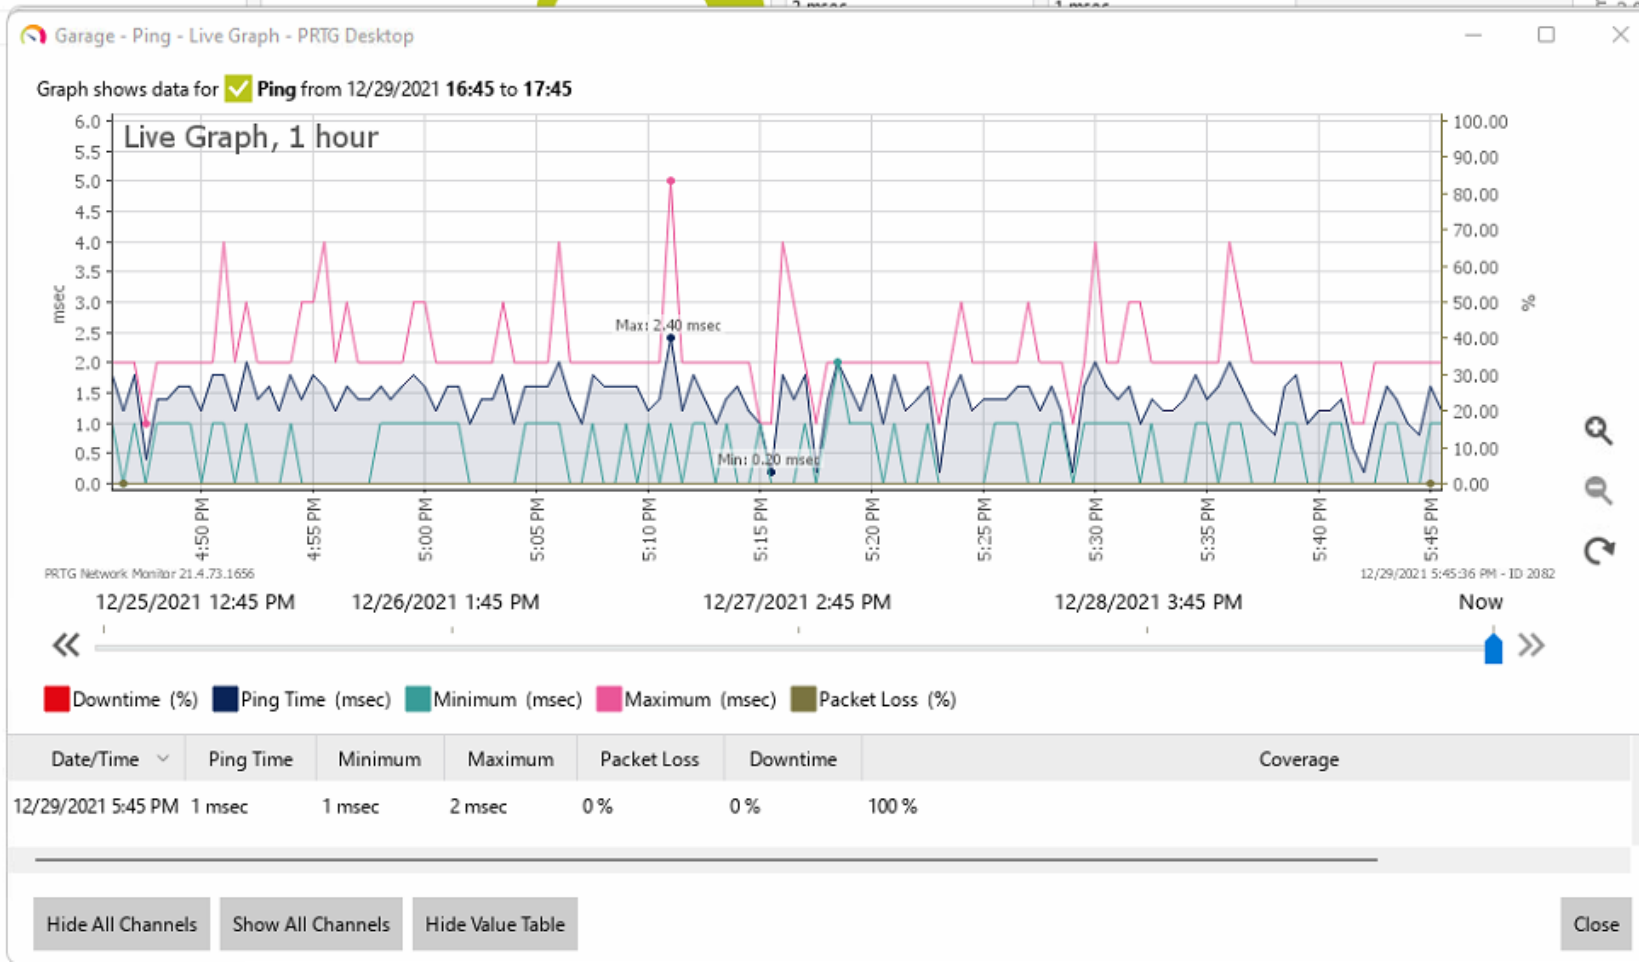 Garage - Ping - Live Graph - PRTG Desktop
Graph shows data for Ping from 12/29/2021 16:45 to 17:45
Live Graph, 1 hour
6.0
5.5
5.0
4.5
4.0
3.5
3.0
2.5
2.0
1.5
1.0
0.5
0.0
msec
Max: 2.40 msec
Min: 0.20 msec
100.00
90.00
80.00
70.00
60.00
50.00
40.00
30.00
20.00
10.00
0.00
%
4:50 PM
4:55 PM
5:00 PM
5:05 PM
5:10 PM
5:15 PM
5:20 PM
5:25 PM
5:30 PM
5:35 PM
5:40 PM
5:45 PM
PRTG Network Monitor 21.4.73.1656
12/29/2021 5:45:36 PM - ID 2082
12/25/2021 12:45 PM 12/26/2021 1:45 PM 12/27/2021 2:45 PM 12/28/2021 3:45 PM Now
Downtime (%) Ping Time (msec) Minimum (msec) Maximum (msec) Packet Loss (%)
Date/Time Ping Time Minimum Maximum Packet Loss Downtime Coverage
12/29/2021 5:45 PM 1 msec 1 msec 2 msec 0 % 0 % 100 %
Hide All Channels Show All Channels Hide Value Table Close